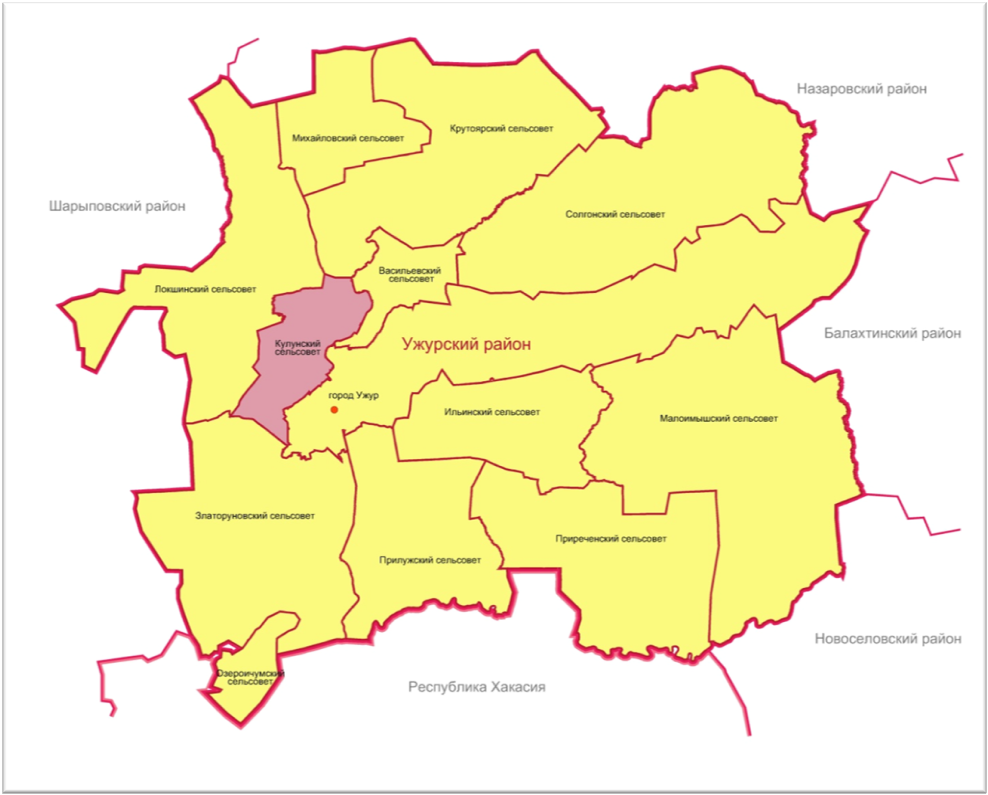 Назаровский район
Крутоярский сельсовет
Михайловский сельсовет
Шарыповский район
Солгонский сельсовет
Васильевский
сельсовет
Локшинский сельсовет
Балахтинский район
Кулунский
сельсовет
Ужурский район
город Ужур
Ильинский сельсовет
Малоимышский сельсовет
Златоруновский сельсовет
Приреченский сельсовет
Прилужский сельсовет
Новоселовский район
Озероичумский
сельсовет
Республика Хакасия